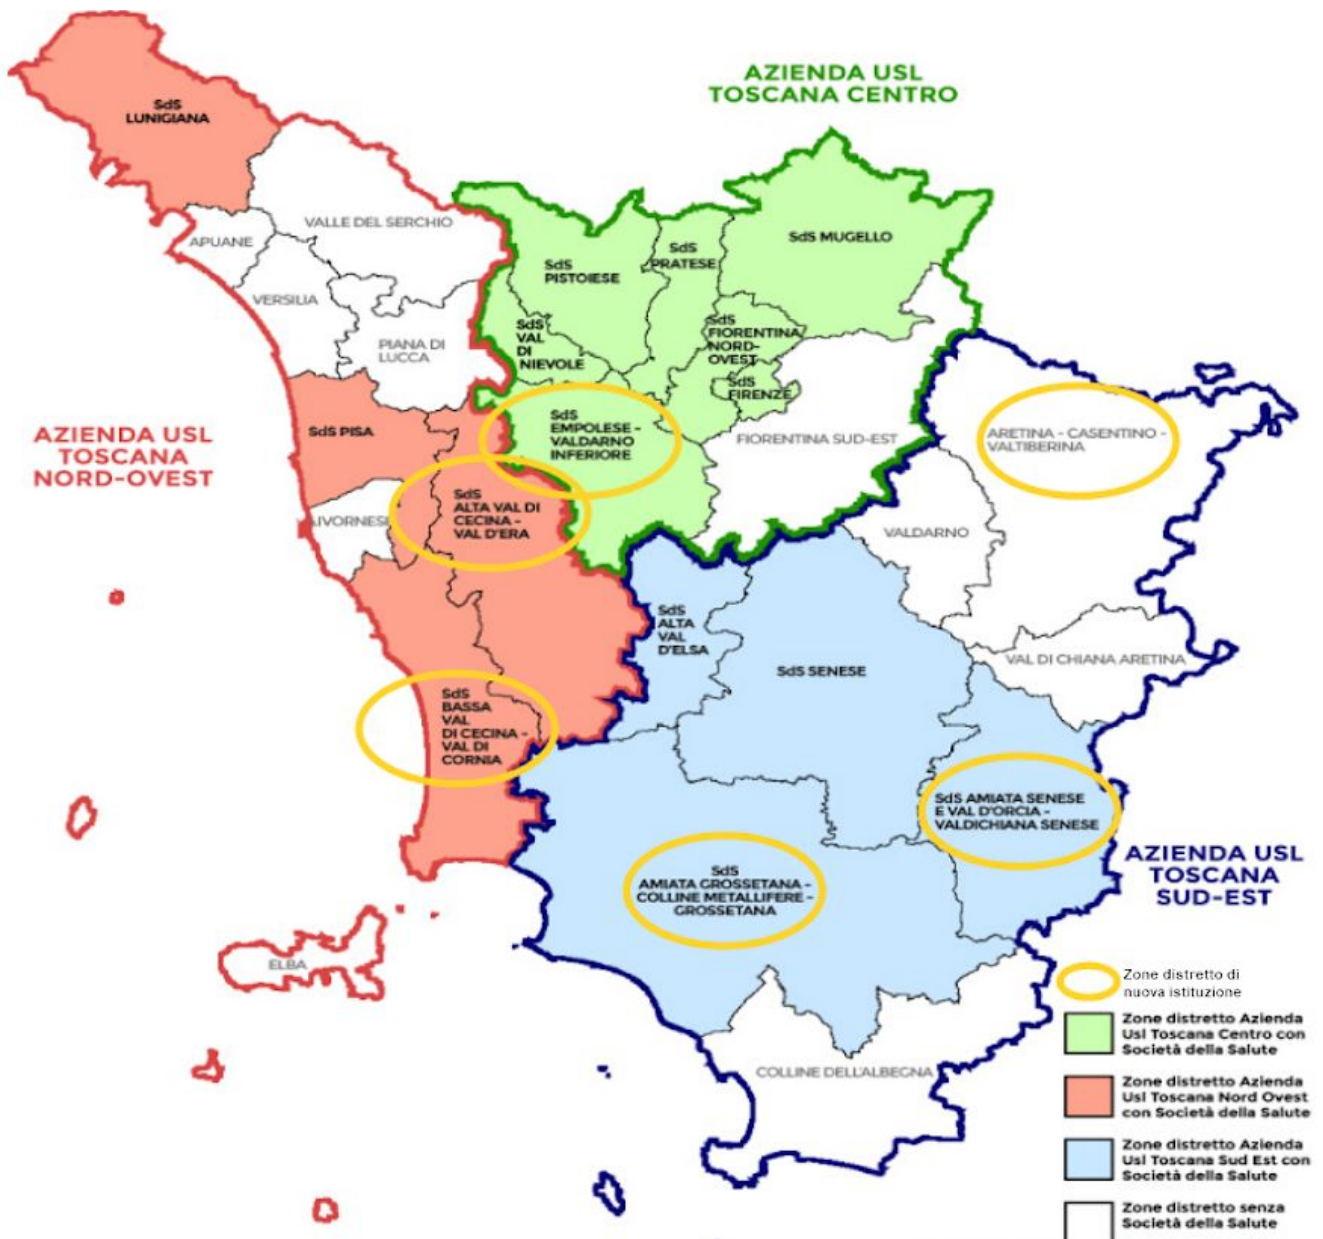 AZIENDA USL
TOSCANA CENTRO
SdS
LUNIGIANA
VALLE DEL SERCHIO
APUANE
VERSILIA
PIANA DI
LUCCA
SdS
PISTOIESE
SdS
PRATESE
SdS MUGELLO
SdS
VAL
DI
NIEVOLE
SdS
FIORENTINA
NORD-
OVEST
SdS
FIRENZE
FIORENTINA SUD-EST
SdS
EMPOLESE -
VALDARNO
INFERIORE
ARETINA - CASENTINO -
VALTIBERINA
AZIENDA USL
TOSCANA
NORD-OVEST
SdS PISA
LIVORNESE
SdS
ALTA VAL DI
CECINA -
VAL D'ERA
VALDARNO
SdS
ALTA
VAL
D'ELSA
SdS SENESE
VAL DI CHIANA ARETINA
SdS
BASSA
VAL
DI CECINA -
VAL DI
CORNIA
SdS AMIATA SENESE
E VAL D'ORCIA -
VALDICHIANA SENESE
SdS
AMIATA GROSSETANA -
COLLINE METALLIFERE -
GROSSETANA
AZIENDA USL
TOSCANA
SUD-EST
ELBA
COLLINE DELL'ALBEGNA
Zone distretto di
nuova istituzione
Zone distretto Azienda
Usl Toscana Centro con
Società della Salute
Zone distretto Azienda
Usl Toscana Nord Ovest
con Società della Salute
Zone distretto Azienda
Usl Toscana Sud Est con
Società della Salute
Zone distretto senza
Società della Salute